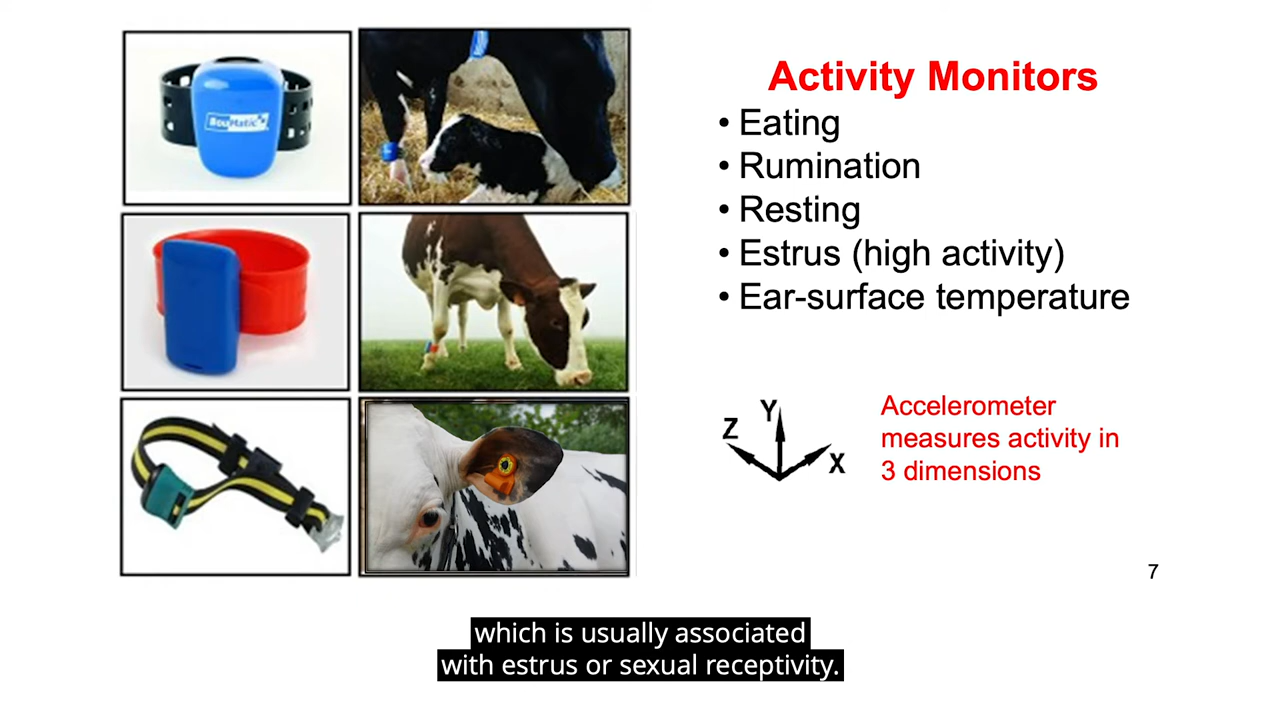 BouMatic
Activity Monitors
• Eating
• Rumination
• Resting
• Estrus (high activity)
• Ear-surface temperature
Y
Z
X
Accelerometer
measures activity in
3 dimensions
7
which is usually associated
with estrus or sexual receptivity.